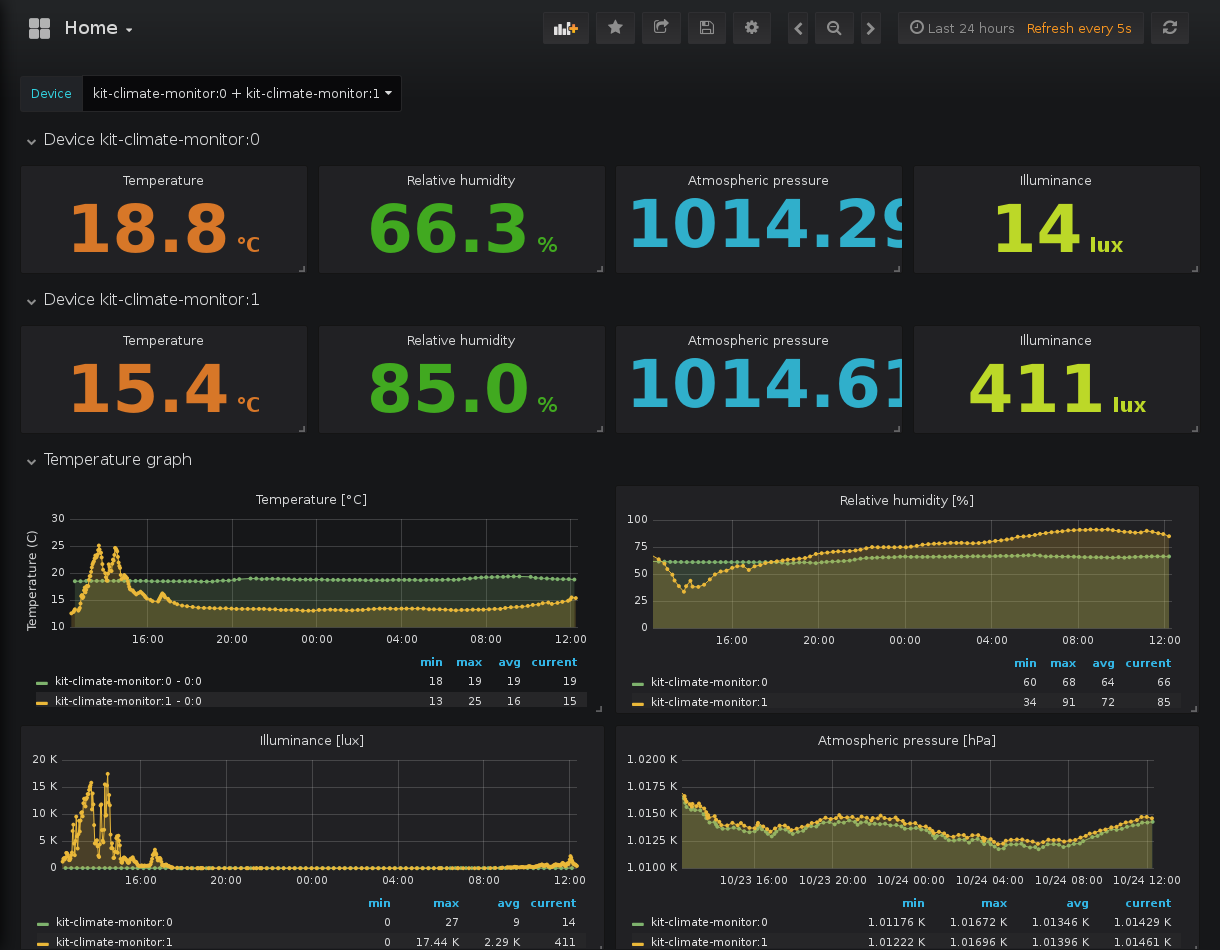 Home
Last 24 hours Refresh every 5s
Device kit-climate-monitor:0 + kit-climate-monitor:1
Device kit-climate-monitor:0
Temperature Relative humidity Atmospheric pressure Illuminance
18.8 °C 66.3 % 1014.29 14 lux
Device kit-climate-monitor:1
Temperature Relative humidity Atmospheric pressure Illuminance
15.4 °C 85.0 % 1014.61 411 lux
Temperature graph
Temperature [°C]
Temperature (C)
30
25
20
15
10
16:00 20:00 00:00 04:00 08:00 12:00
min max avg current
kit-climate-monitor:0 - 0:0 18 19 19 19
kit-climate-monitor:1 - 0:0 13 25 16 15
Relative humidity [%]
100
75
50
25
0
16:00 20:00 00:00 04:00 08:00 12:00
min max avg current
kit-climate-monitor:0 60 68 64 66
kit-climate-monitor:1 34 91 72 85
Illuminance [lux]
20 K
15 K
10 K
5 K
0
16:00 20:00 00:00 04:00 08:00 12:00
min max avg current
kit-climate-monitor:0 0 27 9 14
kit-climate-monitor:1 0 17.44 K 2.29 K 411
Atmospheric pressure [hPa]
1.0200 K
1.0175 K
1.0150 K
1.0125 K
1.0100 K
10/23 16:00 10/23 20:00 10/24 00:00 10/24 04:00 10/24 08:00 10/24 12:00
min max avg current
kit-climate-monitor:0 1.01176 K 1.01672 K 1.01346 K 1.01429 K
kit-climate-monitor:1 1.01222 K 1.01696 K 1.01396 K 1.01461 K